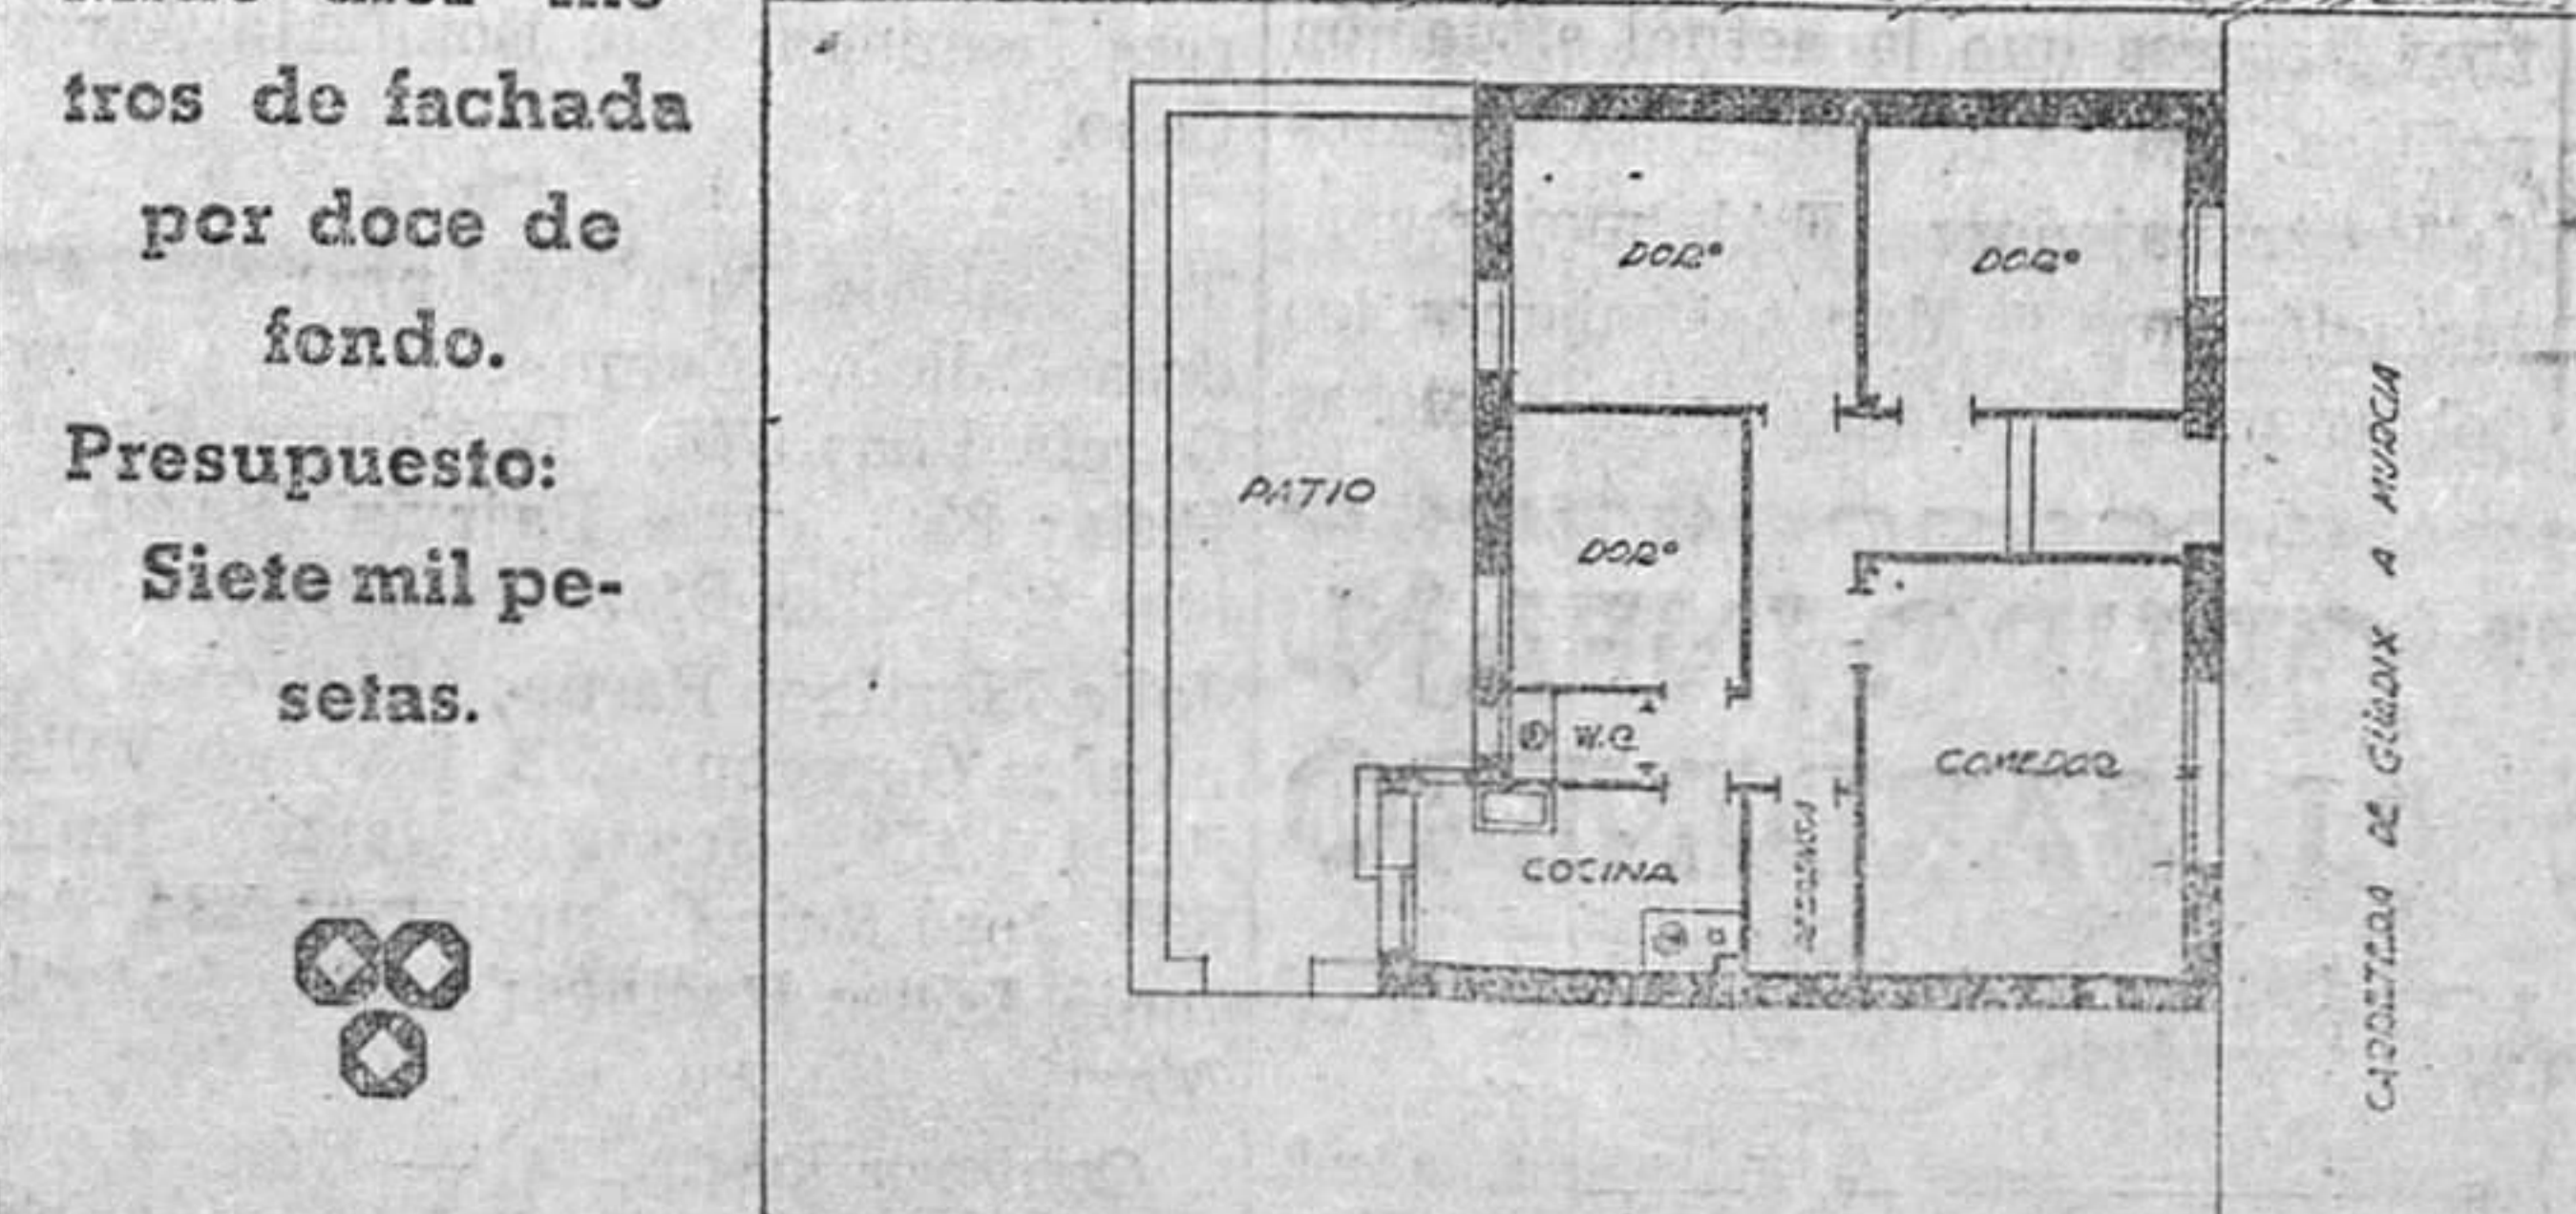 tros de fachada
por doce de
fondo.
Presupuesto:
Siete mil pe-
setas.
DORº
DORº
PATIO
DORº
W.C
COMEDOR
COCINA
DESPENSA
CARRETERA DE GUADIX A MURCIA